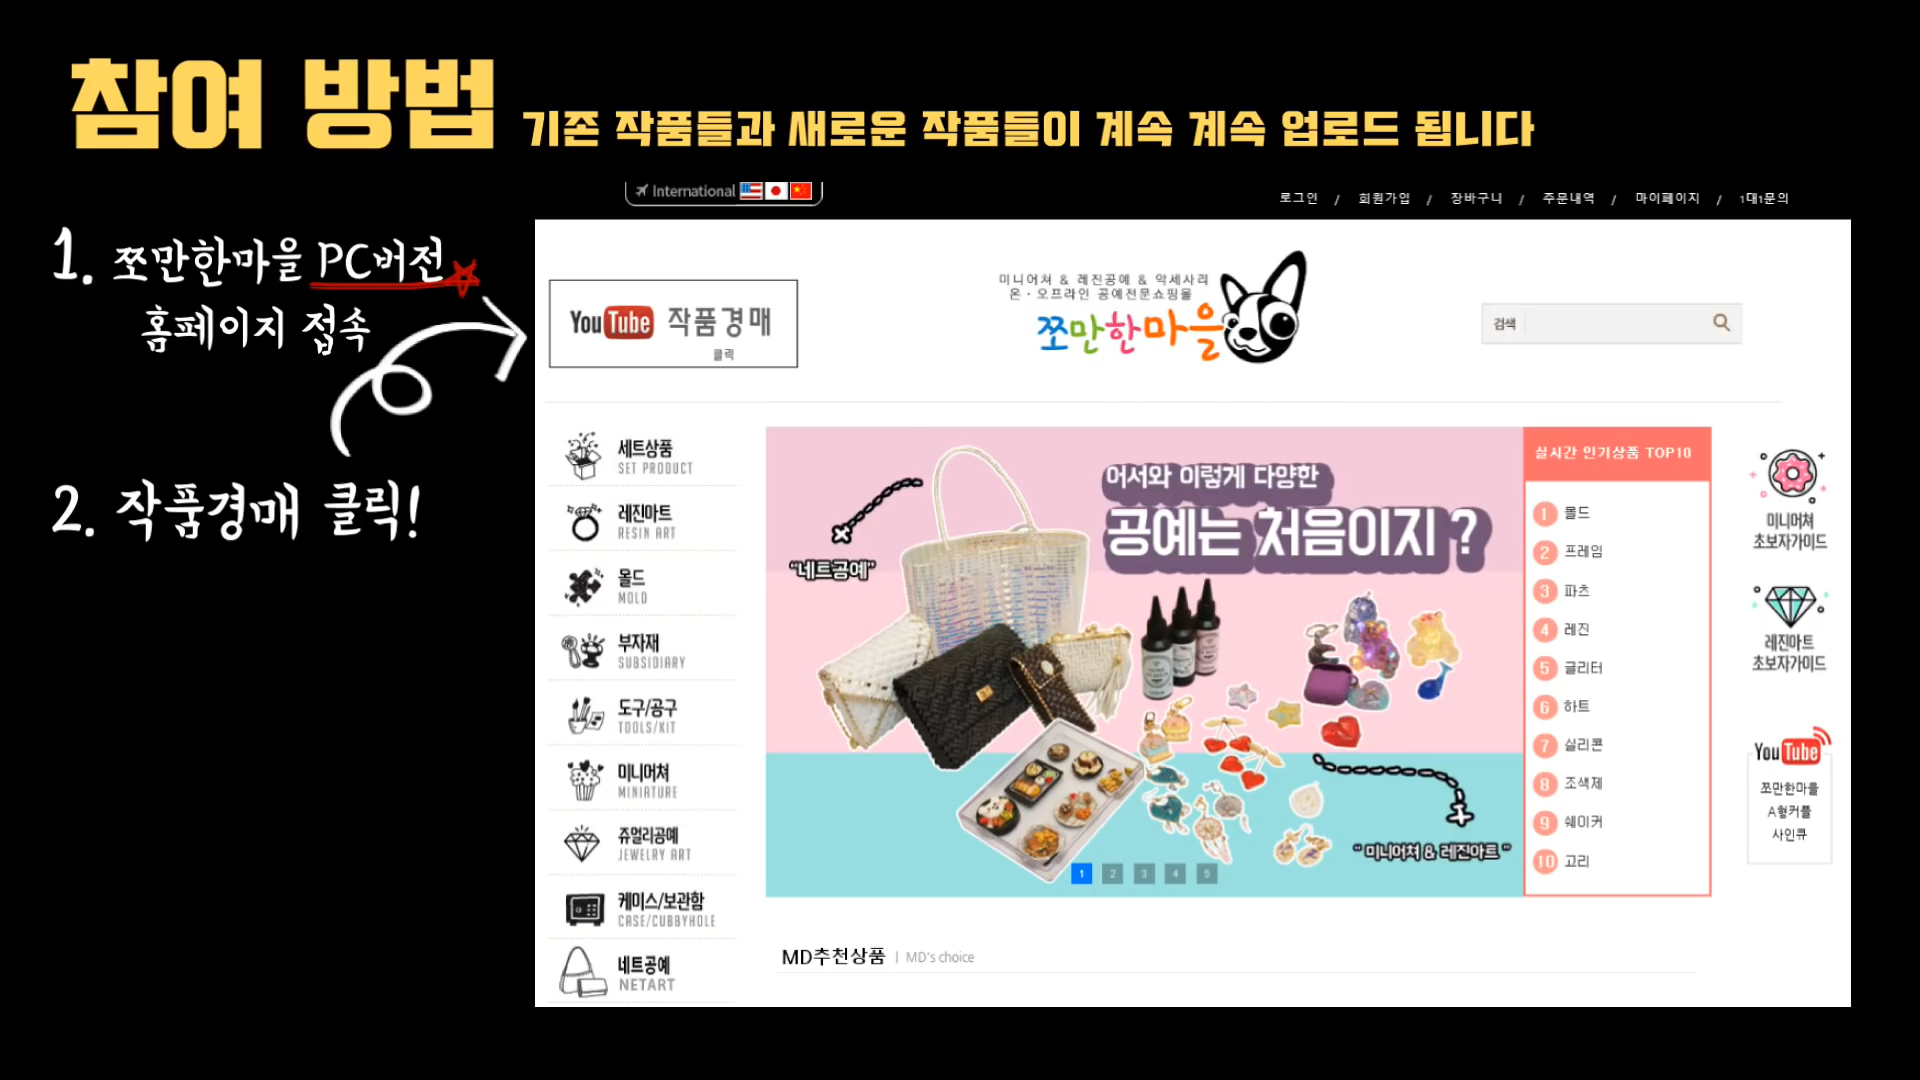 참여 방법 기존 작품들과 새로운 작품들이 계속 계속 업로드 됩니다
International
로그인 / 회원가입 / 장바구니 / 주문내역 / 마이페이지 / 1대1문의
1. 쪼만한마을 PC버전
홈페이지 접속
2. 작품경매 클릭!
YouTube 작품경매
클릭
미니어쳐 & 레진공예 & 악세사리
온·오프라인 공예전문쇼핑몰
쪼만한마을
검색
세트상품
SET PRODUCT
레진아트
RESIN ART
몰드
MOLD
부자재
SUBSIDIARY
도구/공구
TOOLS/KIT
미니머쳐
MINIATURE
쥬얼리공예
JEWELRY ART
케이스/보관함
CASE/CUBBYHOLE
네트공예
NETART
어서와 이렇게 다양한
공예는 처음이지 ?
"네트공예"
" 미니어쳐 & 레진아트 "
1 2 3 4 5
실시간 인기상품 TOP10
1 몰드
2 프레임
3 파츠
4 레진
5 글리터
6 하트
7 실리콘
8 조색제
9 쉐이커
10 고리
미니머쳐
초보자가이드
레진아트
초보자가이드
YouTube
쪼만한마을
A형커플
사인큐
MD추천상품 | MD's choice